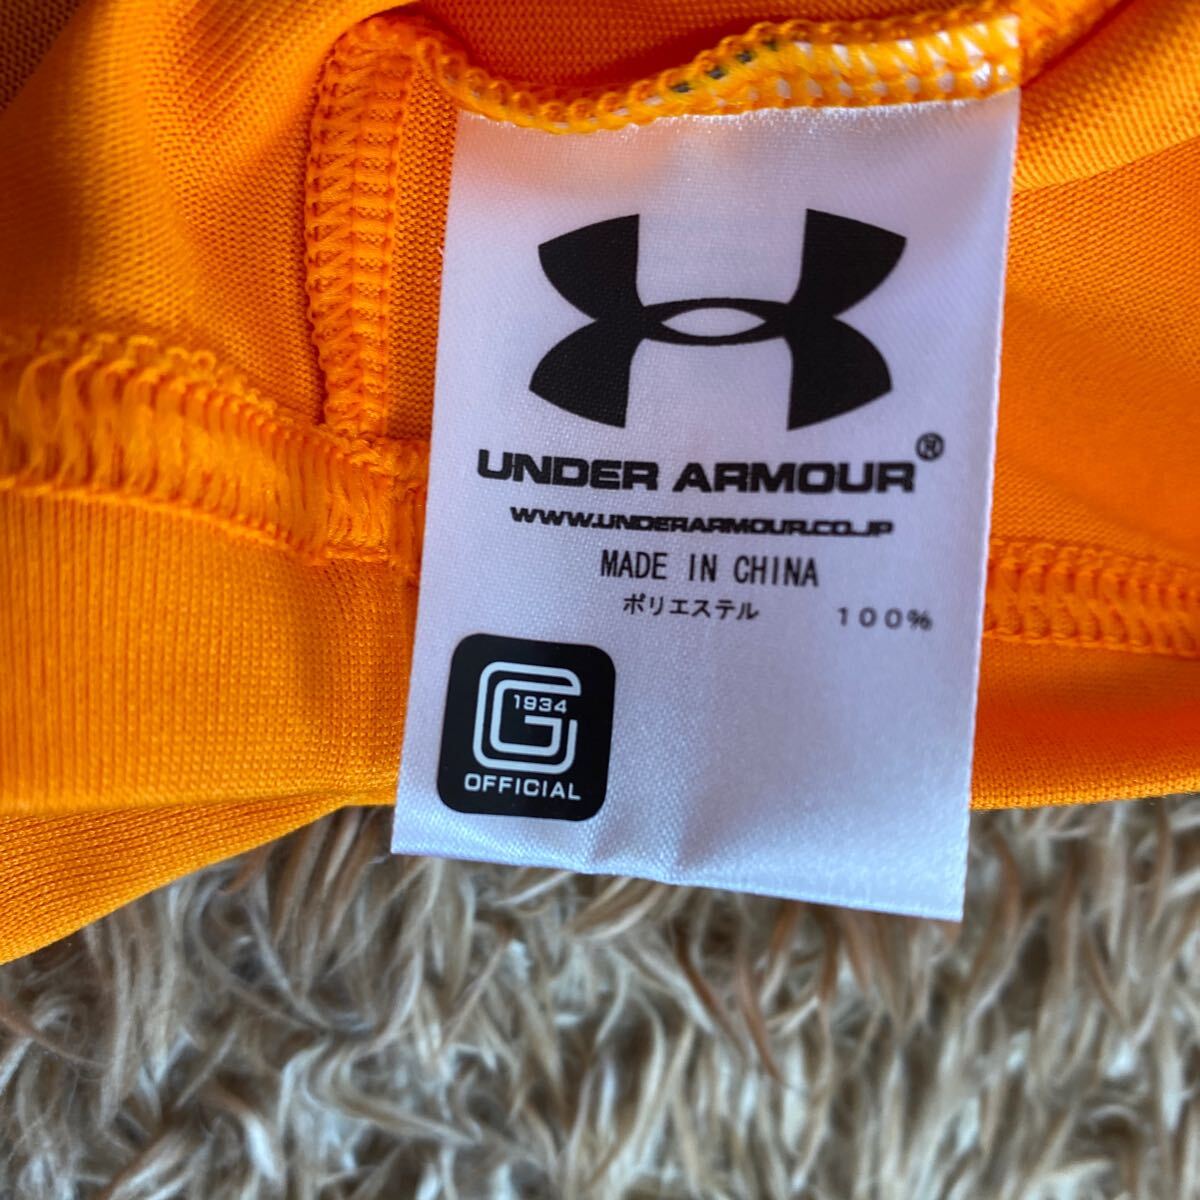 UNDER ARMOUR®
WWW.UNDERARMOUR.CO.JP
MADE IN CHINA
ポリエステル 100%
1934
G
OFFICIAL